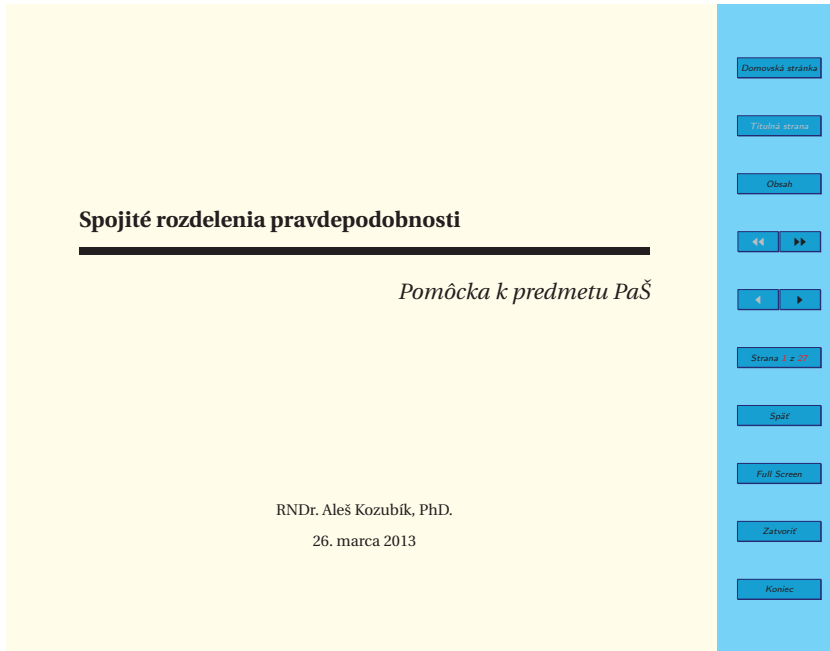 Spojité rozdelenia pravdepodobnosti
Pomôcka k predmetu PaŠ
RNDr. Aleš Kozubík, PhD.
26. marca 2013
Domovská stránka
Titulná strana
Obsah
Strana 1 z 27
Späť
Full Screen
Zatvoriť
Koniec